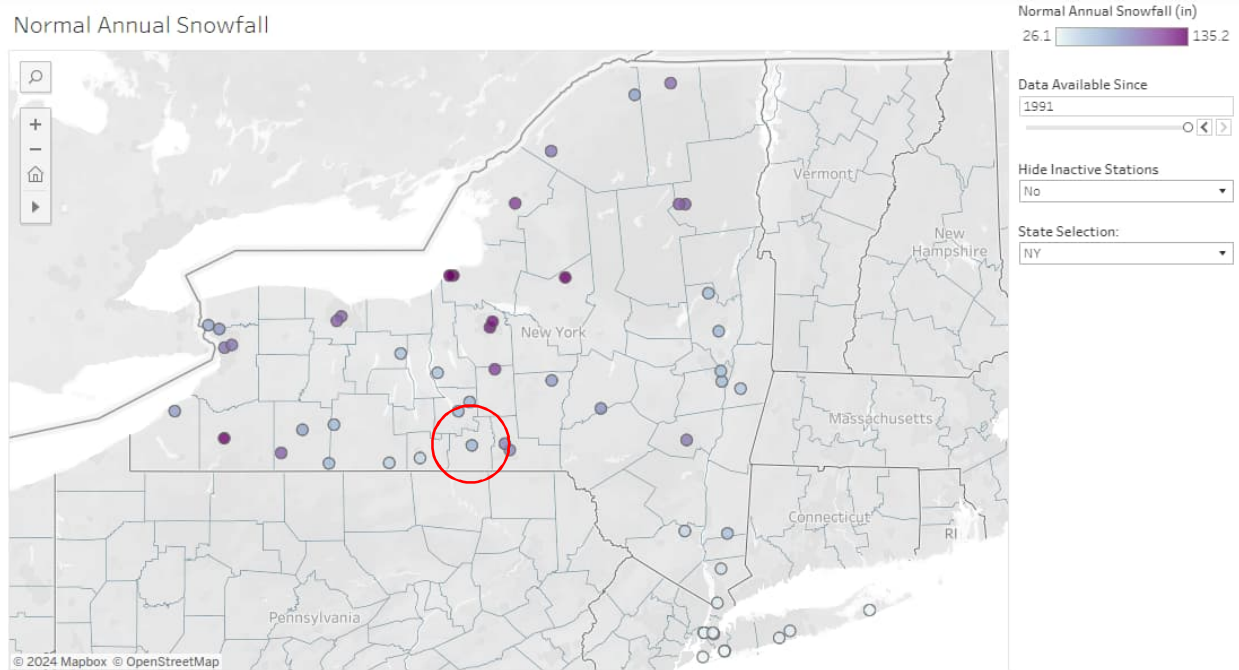 Normal Annual Snowfall
Normal Annual Snowfall (in)
26.1 135.2
Data Available Since
1991
Hide Inactive Stations
No
State Selection:
NY
Vermont
New
Hampshire
New York
Massachusetts
Connecticut
RI
Pennsylvania
© 2024 Mapbox © OpenStreetMap